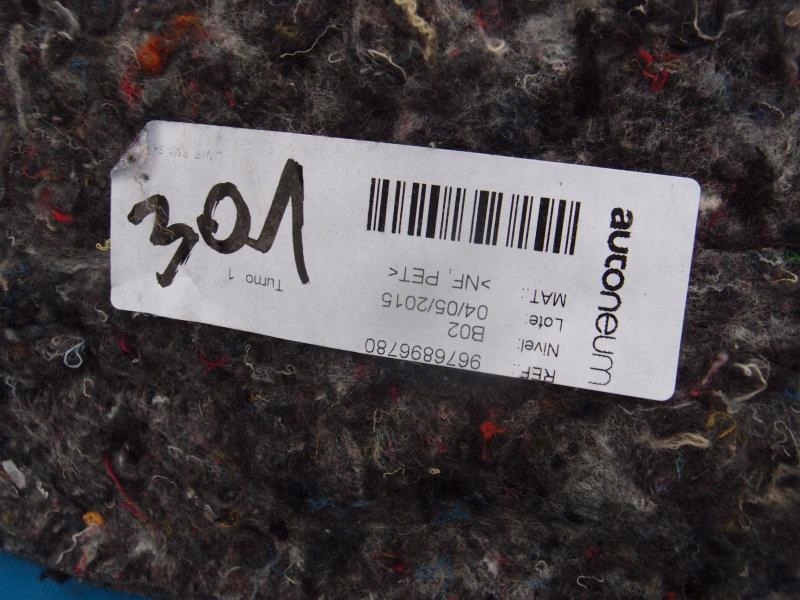 autoneum
REF.: 9676896780
Nivel: B02
Lote: 04/05/2015
MAT.: >NF, PET<
Turno: 1
301